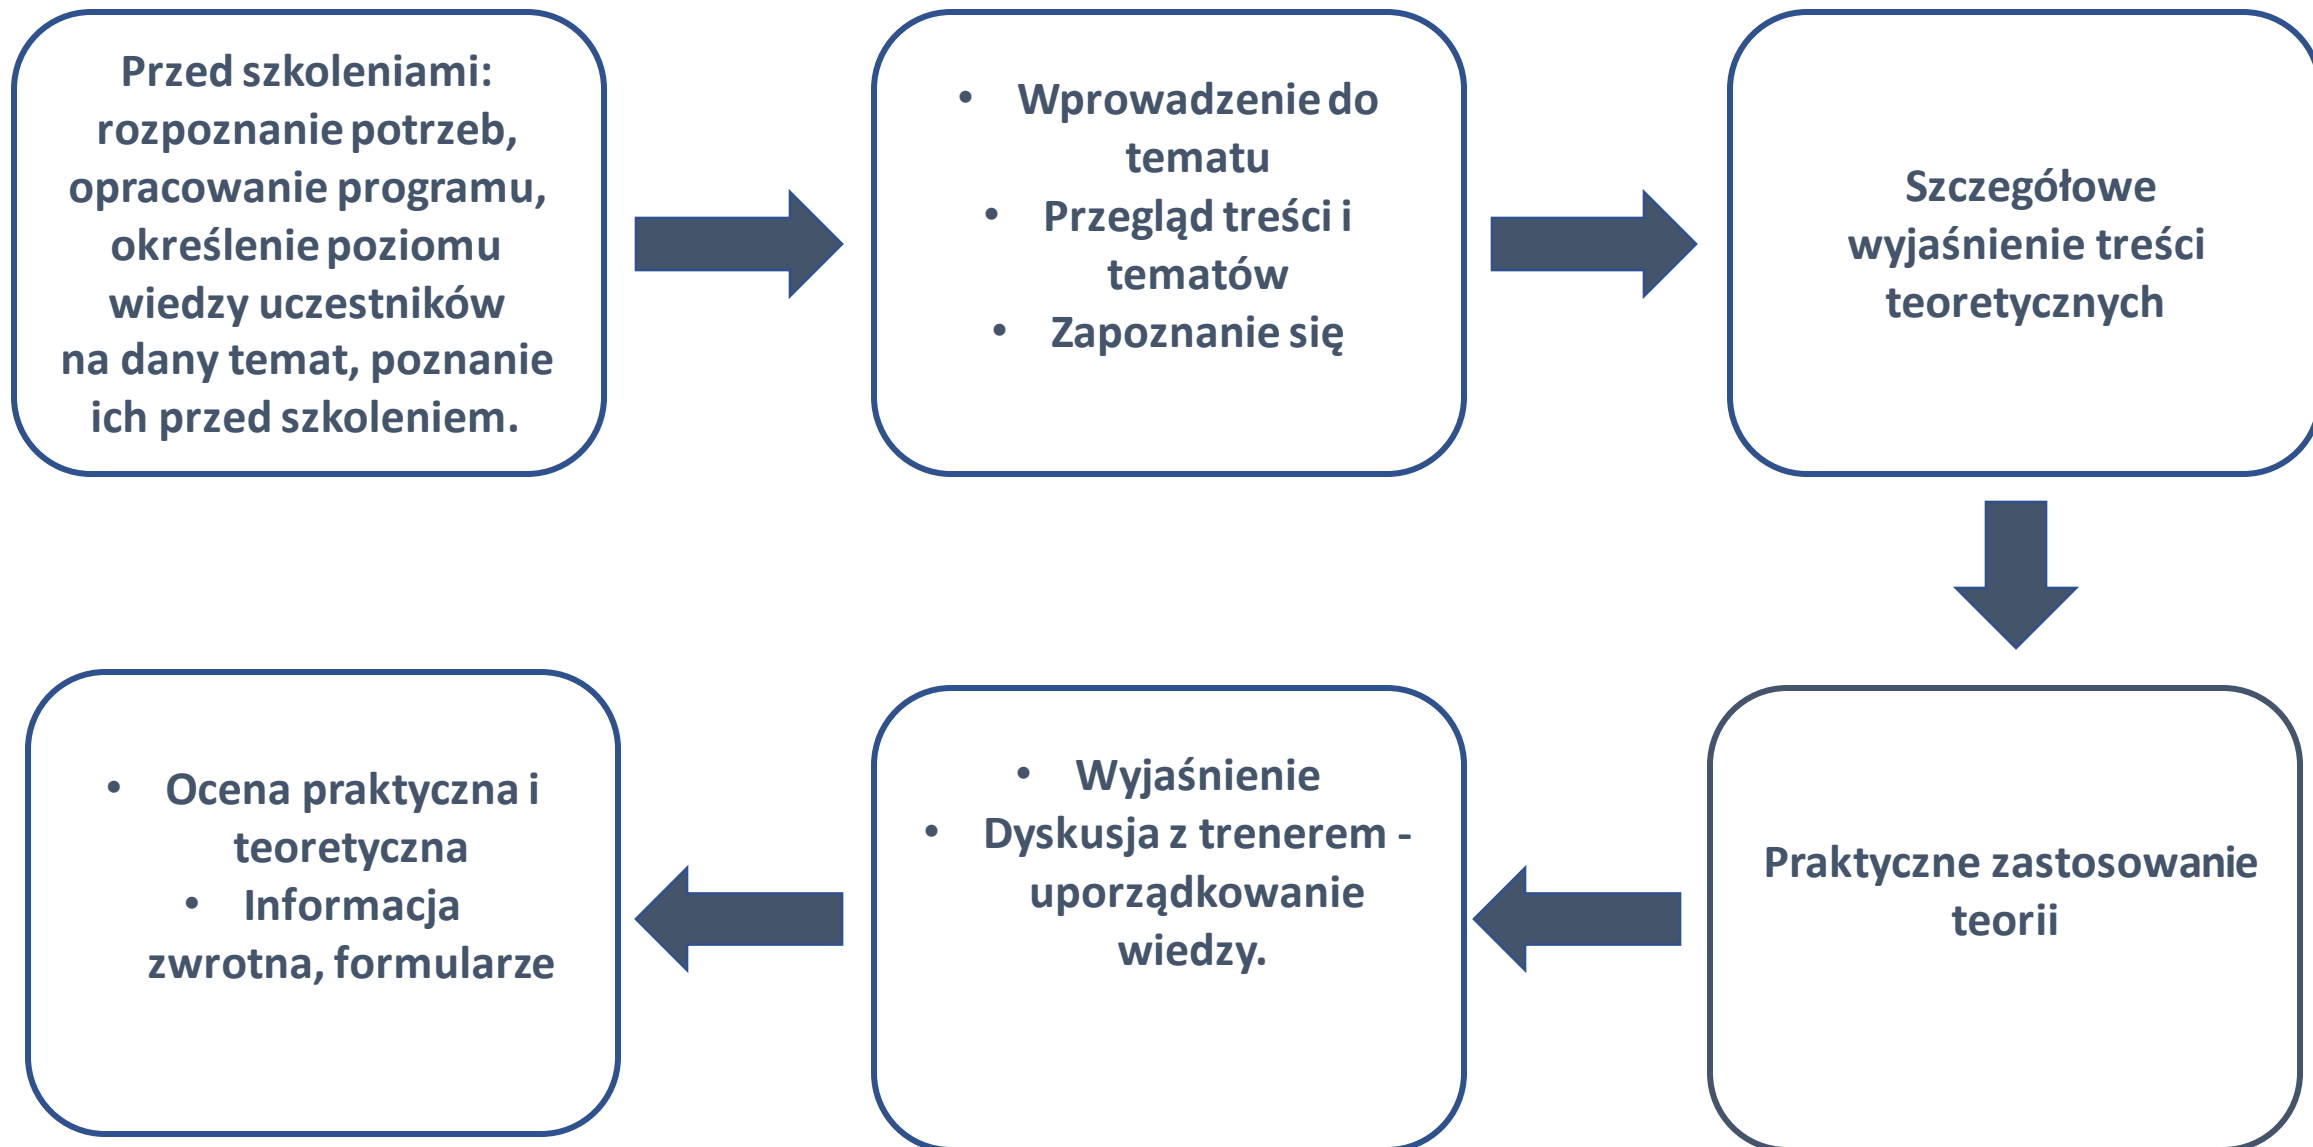 Przed szkoleniami:
rozpoznanie potrzeb,
opracowanie programu,
określenie poziomu
wiedzy uczestników
na dany temat, poznanie
ich przed szkoleniem.
• Wprowadzenie do
tematu
• Przegląd treści i
tematów
• Zapoznanie się
Szczegółowe
wyjaśnienie treści
teoretycznych
Praktyczne zastosowanie
teorii
• Wyjaśnienie
• Dyskusja z trenerem -
uporządkowanie
wiedzy.
• Ocena praktyczna i
teoretyczna
• Informacja
zwrotna, formularze